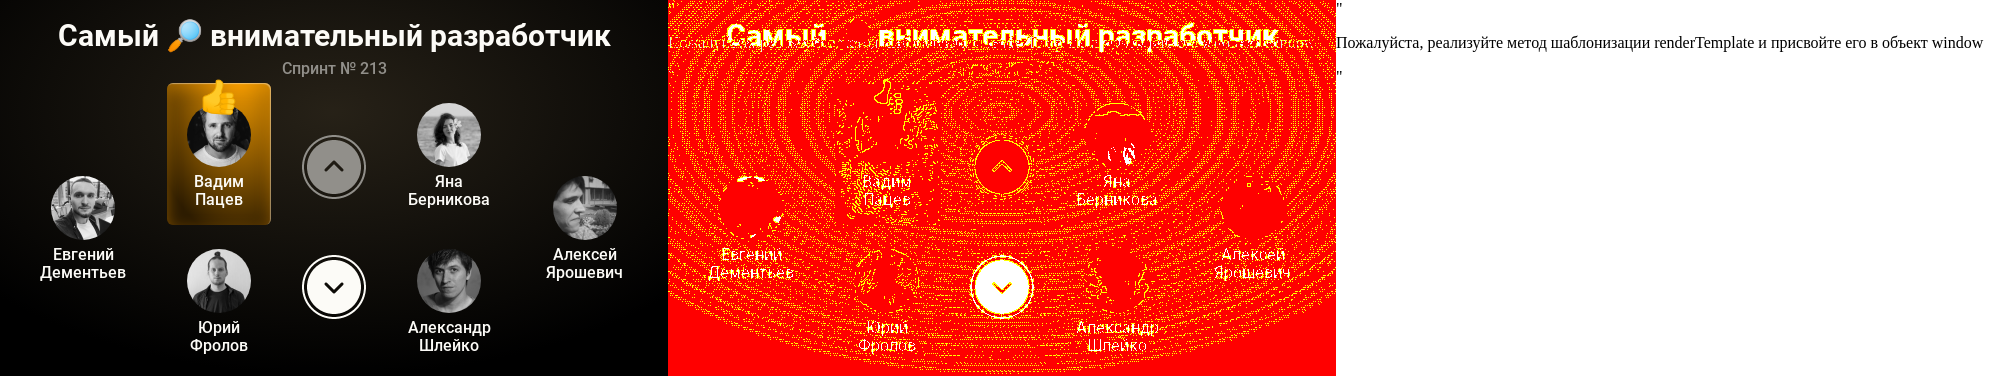 Самый 🔎 внимательный разработчик
Спринт № 213
Вадим
Пацев
Яна
Берникова
Евгений
Дементьев
Алексей
Ярошевич
Юрий
Фролов
Александр
Шлейко
Самый внимательный разработчик
Вадим
Пацев
Яна
Берникова
Евгений
Дементьев
Алексей
Ярошевич
Юрий
Фролов
Александр
Шлейко
"
Пожалуйста, реализуйте метод шаблонизации renderTemplate и присвойте его в объект window
"